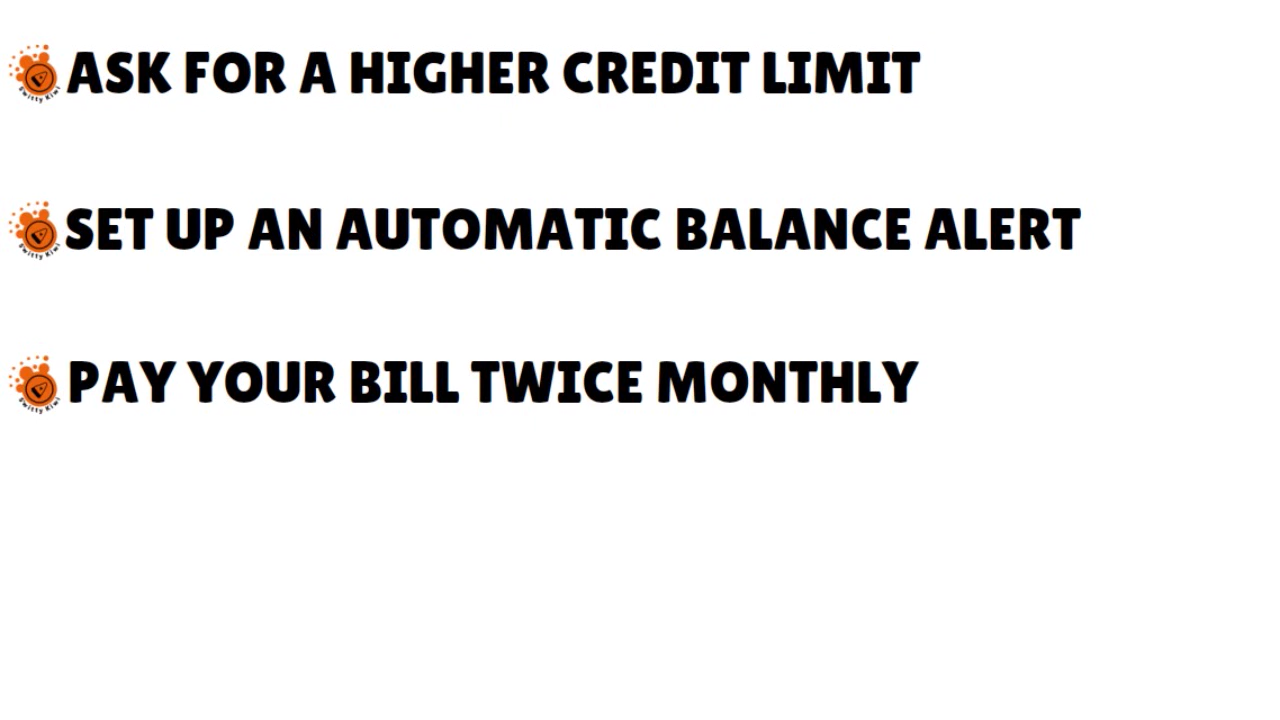 ASK FOR A HIGHER CREDIT LIMIT
SET UP AN AUTOMATIC BALANCE ALERT
PAY YOUR BILL TWICE MONTHLY